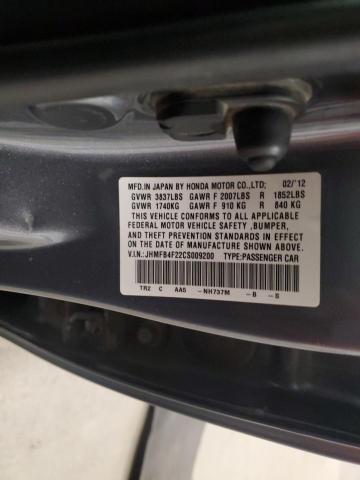 MFD.IN JAPAN BY HONDA MOTOR CO.,LTD; 02/'12
GVWR 3837LBS GAWR F 2007LBS R 1852LBS
GVWR 1740KG GAWR F 910 KG R 840 KG
THIS VEHICLE CONFORMS TO ALL APPLICABLE
FEDERAL MOTOR VEHICLE SAFETY ,BUMPER,
AND THEFT PREVENTION STANDARDS IN EFFECT
ON THE DATE OF MANUFACTURE SHOWN ABOVE.
V.I.N.: JHMFB4F22CS009200 TYPE:PASSENGER CAR
TR2 C AA5 -NH737M -B -S